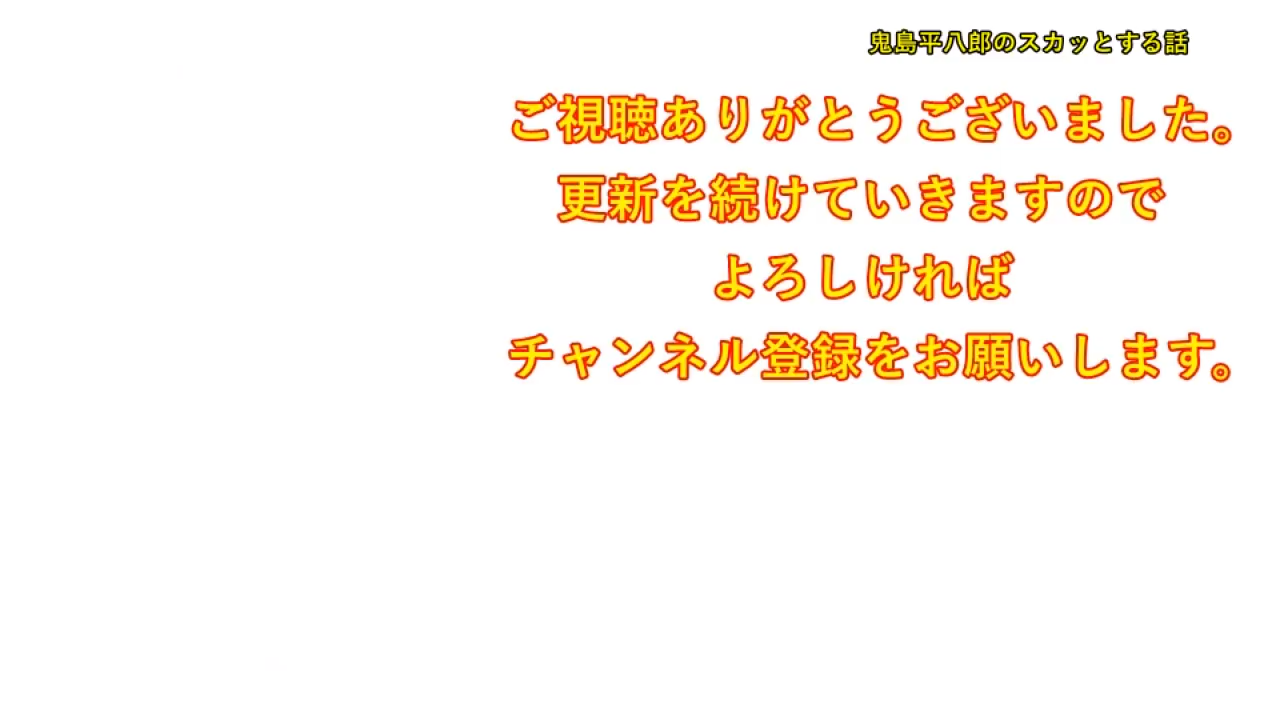 鬼島平八郎のスカッとする話
ご視聴ありがとうございました。
更新を続けていきますので
よろしければ
チャンネル登録をお願いします。